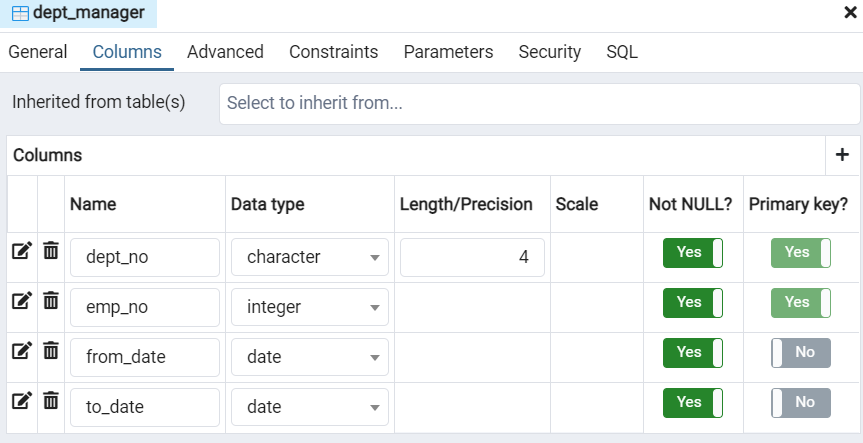 dept_manager
General Columns Advanced Constraints Parameters Security SQL
Inherited from table(s) Select to inherit from...
Columns
Name Data type Length/Precision Scale Not NULL? Primary key?
dept_no character 4 Yes Yes
emp_no integer Yes Yes
from_date date Yes No
to_date date Yes No